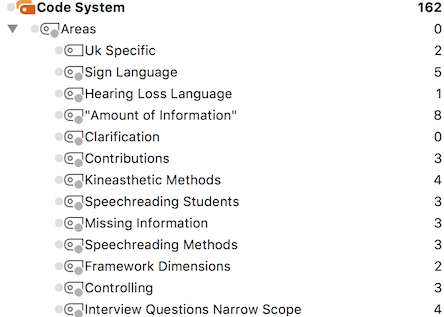 Code System 162
Areas 0
Uk Specific 2
Sign Language 5
Hearing Loss Language 1
"Amount of Information" 8
Clarification 0
Contributions 3
Kineasthetic Methods 4
Speechreading Students 3
Missing Information 3
Speechreading Methods 3
Framework Dimensions 2
Controlling 3
Interview Questions Narrow Scope 4